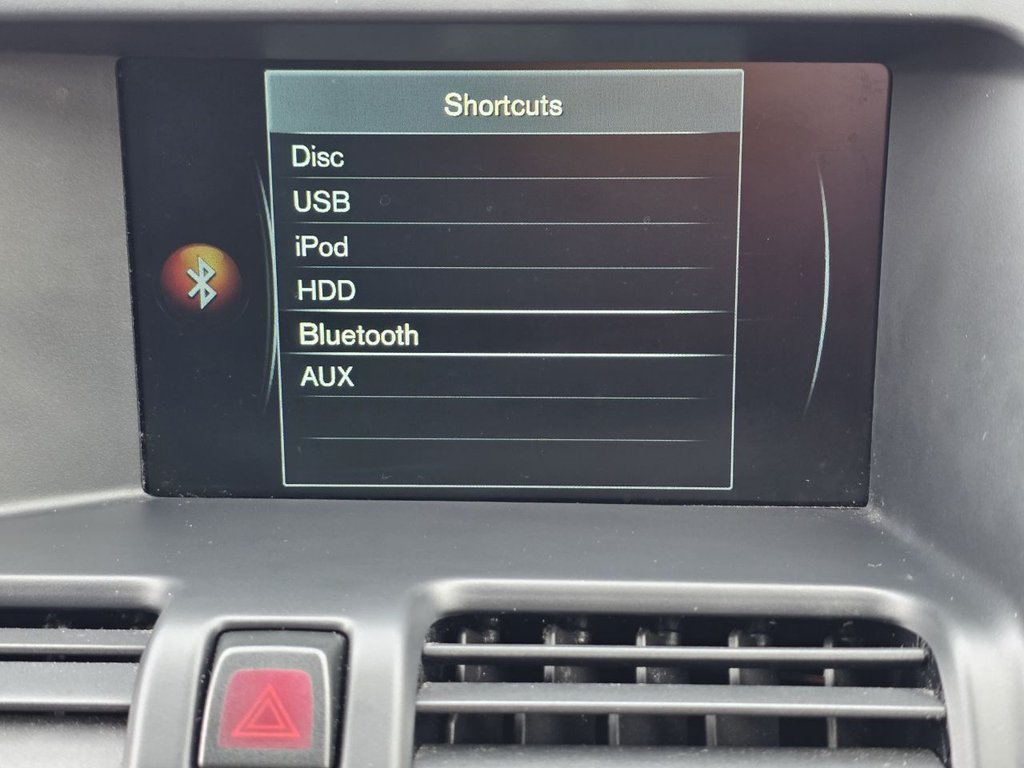 Shortcuts
Disc
USB
iPod
HDD
Bluetooth
AUX